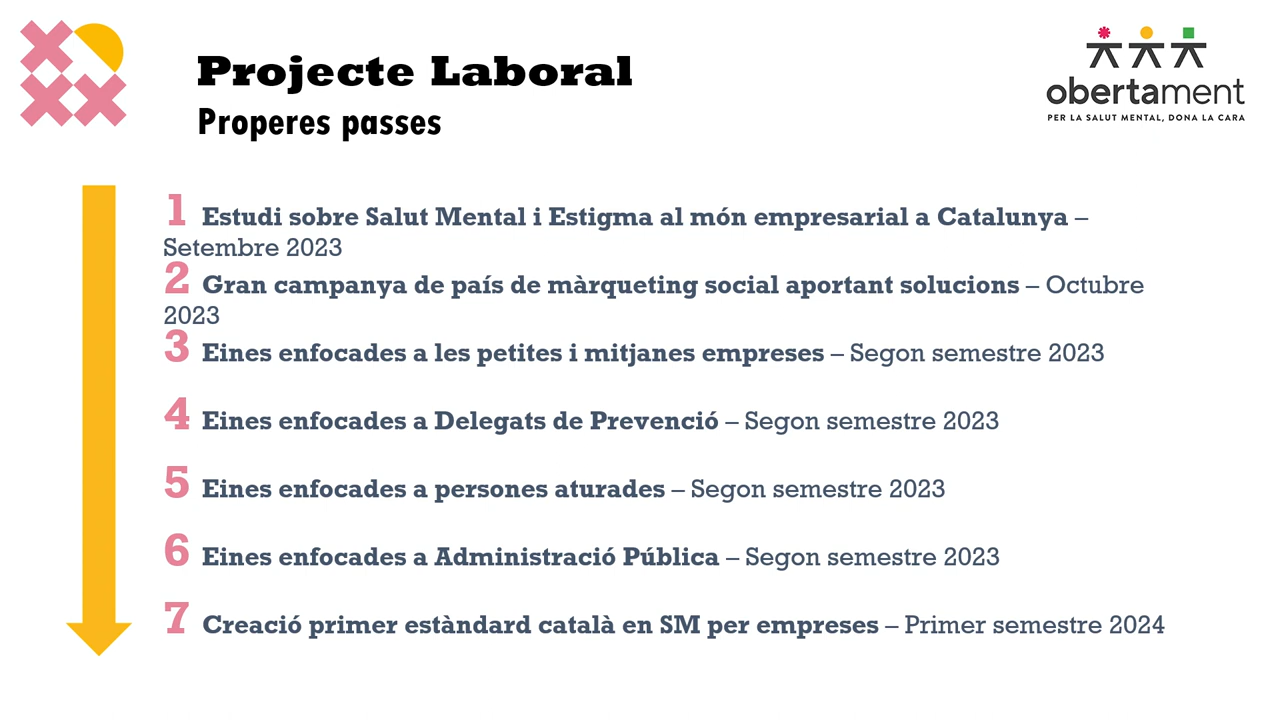 Projecte Laboral
Properes passes
obertament
PER LA SALUT MENTAL, DONA LA CARA
1 Estudi sobre Salut Mental i Estigma al món empresarial a Catalunya –
Setembre 2023
2 Gran campanya de país de màrqueting social aportant solucions – Octubre
2023
3 Eines enfocades a les petites i mitjanes empreses – Segon semestre 2023
4 Eines enfocades a Delegats de Prevenció – Segon semestre 2023
5 Eines enfocades a persones aturades – Segon semestre 2023
6 Eines enfocades a Administració Pública – Segon semestre 2023
7 Creació primer estàndard català en SM per empreses – Primer semestre 2024